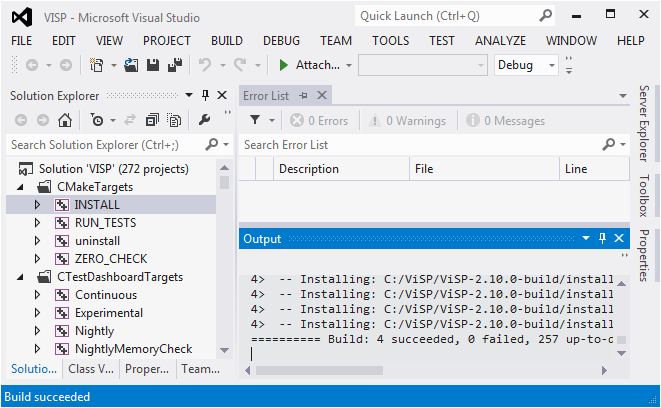 VISP - Microsoft Visual Studio
Quick Launch (Ctrl+Q)
FILE EDIT VIEW PROJECT BUILD DEBUG TEAM TOOLS TEST ANALYZE WINDOW HELP
Attach... Debug
Solution Explorer
Search Solution Explorer (Ctrl+;)
Solution 'VISP' (272 projects)
CMakeTargets
INSTALL
RUN_TESTS
uninstall
ZERO_CHECK
CTestDashboardTargets
Continuous
Experimental
Nightly
NightlyMemoryCheck
Solutio... Class V... Proper... Team...
Error List
0 Errors 0 Warnings 0 Messages
Search Error List
Description File Line
Output
4> -- Installing: C:/ViSP/ViSP-2.10.0-build/install
4> -- Installing: C:/ViSP/ViSP-2.10.0-build/install
4> -- Installing: C:/ViSP/ViSP-2.10.0-build/install
4> -- Installing: C:/ViSP/ViSP-2.10.0-build/install
========== Build: 4 succeeded, 0 failed, 257 up-to-d
Server Explorer
Toolbox
Properties
Build succeeded